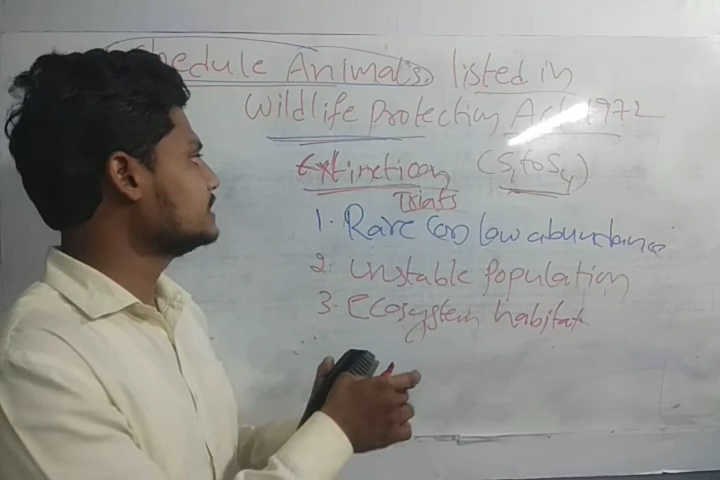 Schedule Animals listed in
Wildlife protection Act 1972
Extinction (S1 to S4)
Traits
1. Rare (or) Low abundance
2. Unstable population
3. Ecosystem habitat